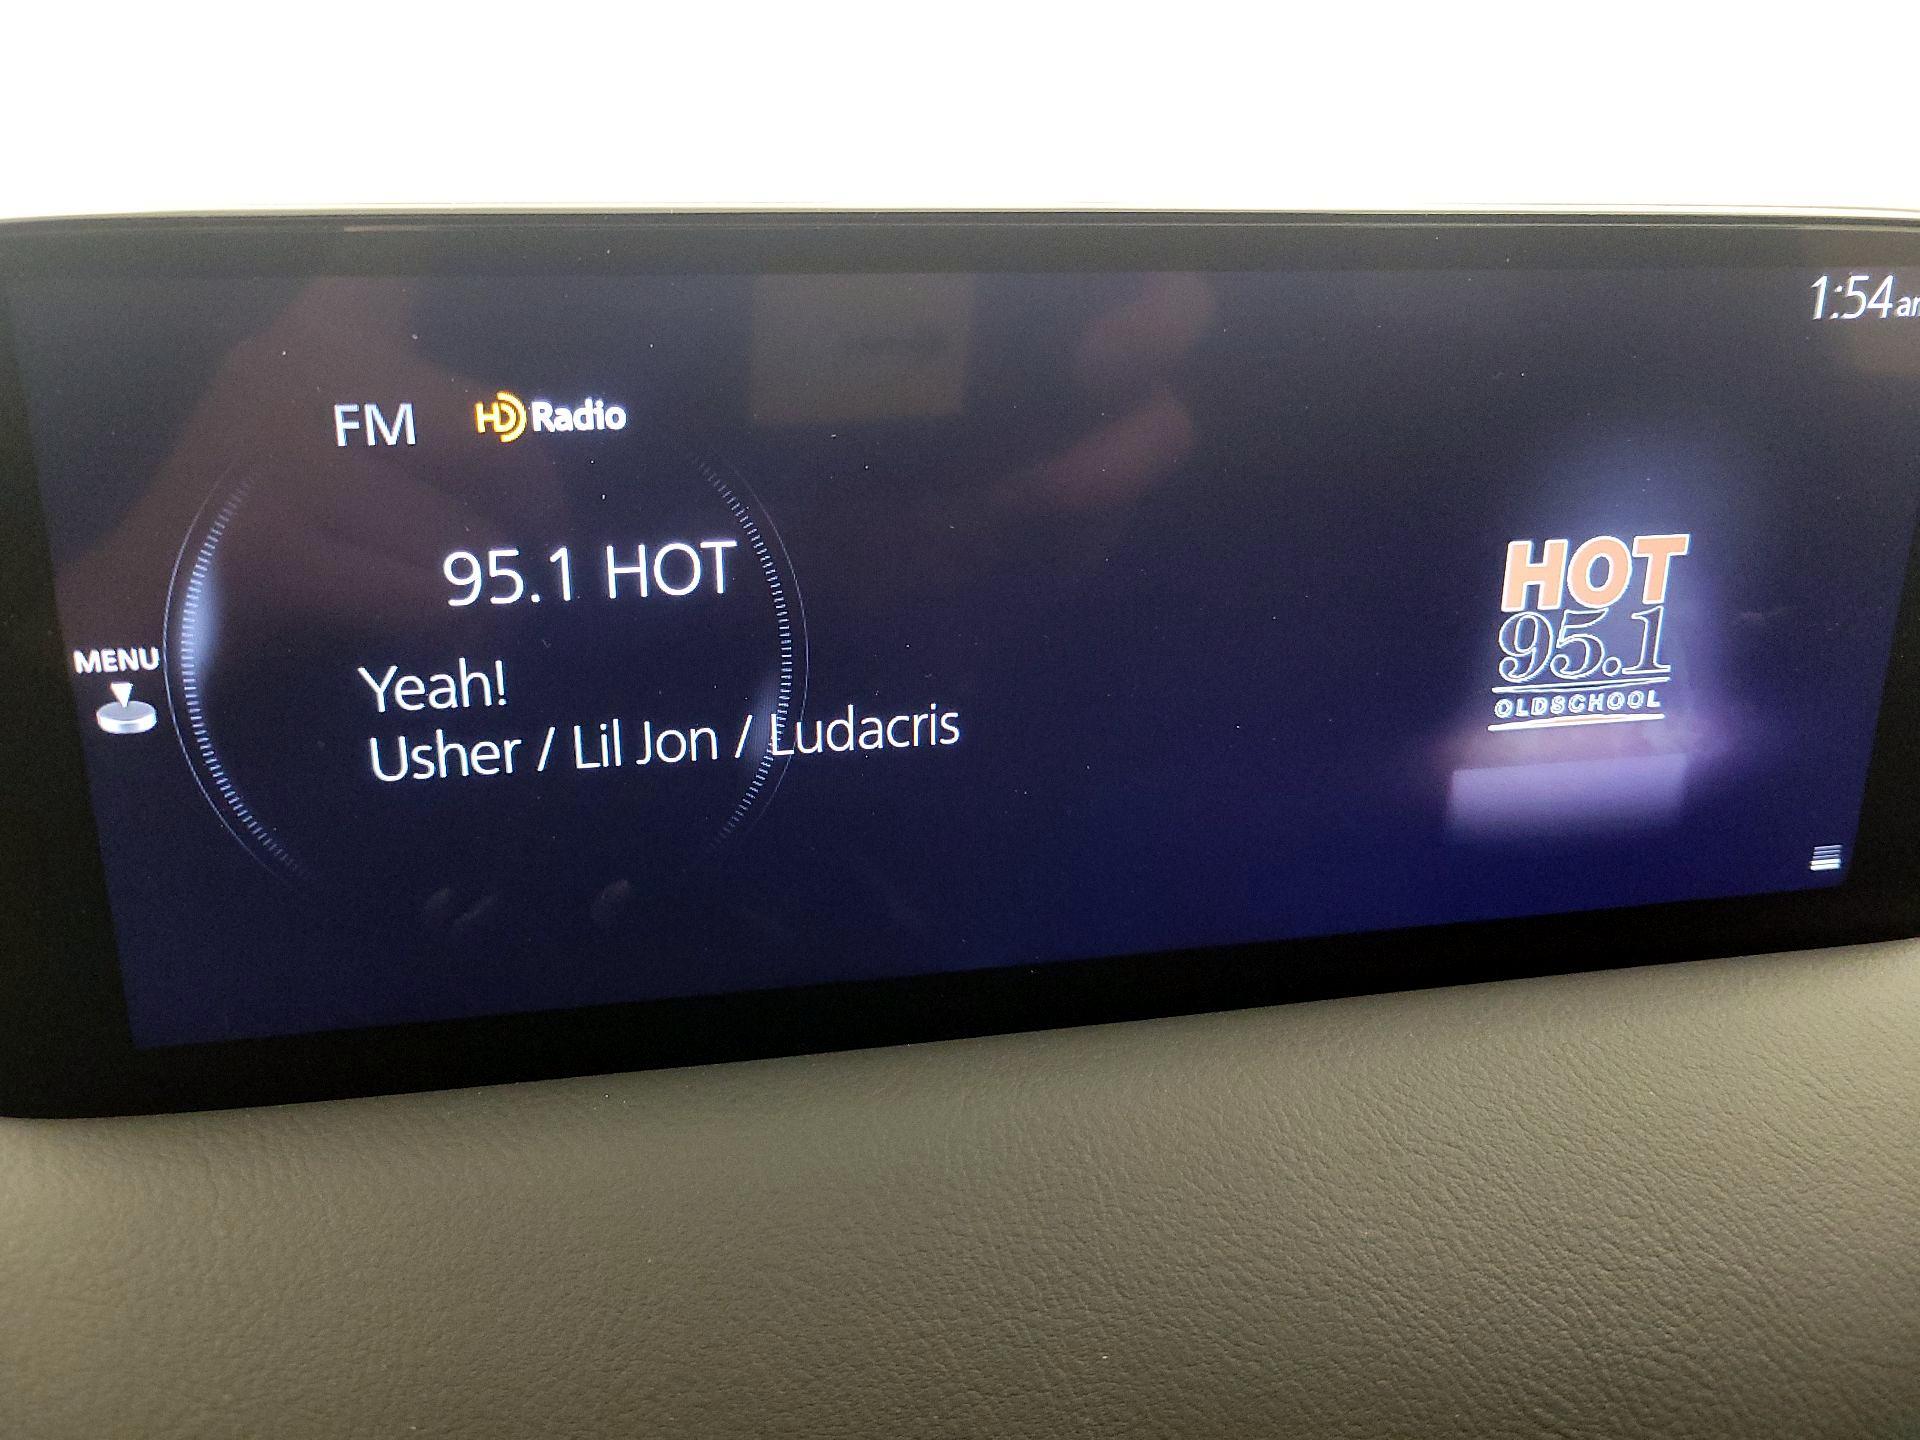 1:54
FM HD Radio
95.1 HOT
MENU
Yeah!
Usher / Lil Jon / Ludacris
HOT
95.1
OLDSCHOOL